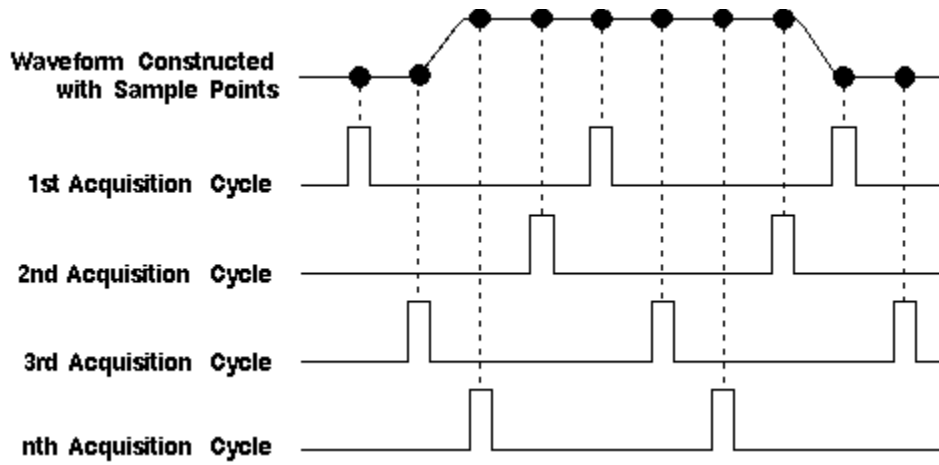 Waveform Constructed
with Sample Points
1st Acquisition Cycle
2nd Acquisition Cycle
3rd Acquisition Cycle
nth Acquisition Cycle